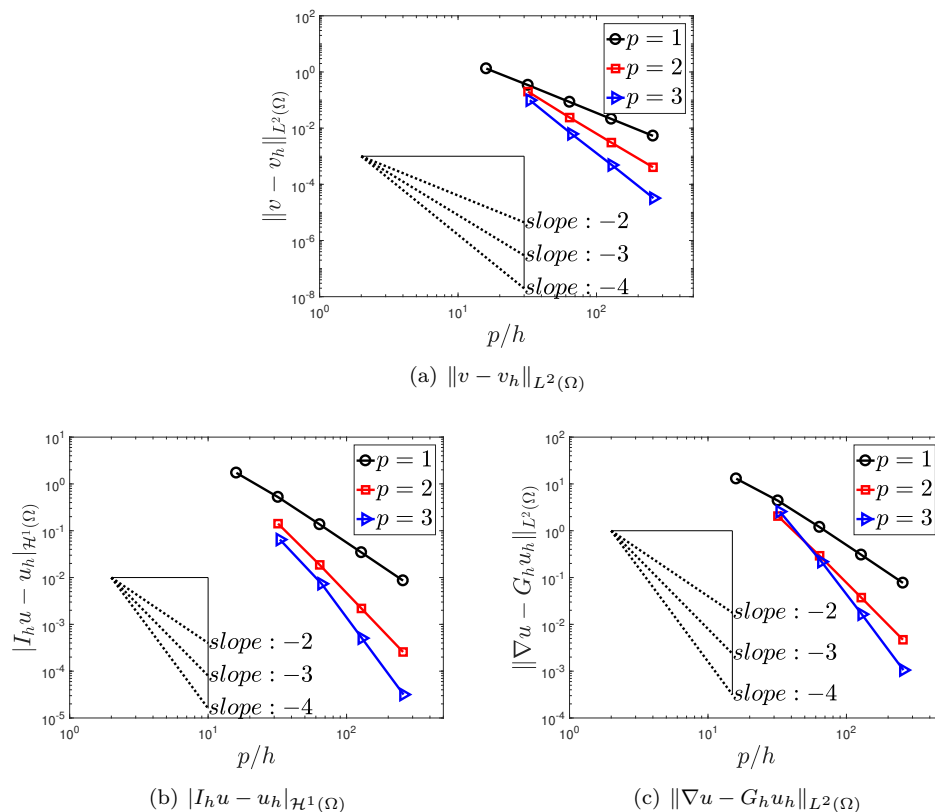 10^2
10^0
10^-2
10^-4
10^-6
10^-8
‖v − v_h‖_{L^2(Ω)}
p = 1
p = 2
p = 3
slope : −2
slope : −3
slope : −4
10^0 10^1 10^2
p/h
(a) ‖v − v_h‖_{L^2(Ω)}
10^1
10^0
10^-1
10^-2
10^-3
10^-4
10^-5
|I_h u − u_h|_{ℋ^1(Ω)}
p = 1
p = 2
p = 3
slope : −2
slope : −3
slope : −4
10^0 10^1 10^2
p/h
(b) |I_h u − u_h|_{ℋ^1(Ω)}
10^2
10^1
10^0
10^-1
10^-2
10^-3
10^-4
‖∇u − G_h u_h‖_{L^2(Ω)}
p = 1
p = 2
p = 3
slope : −2
slope : −3
slope : −4
10^0 10^1 10^2
p/h
(c) ‖∇u − G_h u_h‖_{L^2(Ω)}